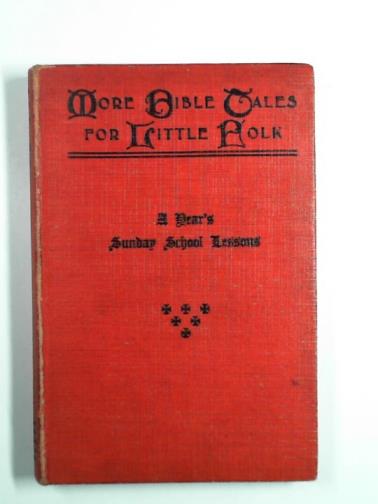 More Bible Tales
for Little Folk
A Year's
Sunday School Lessons